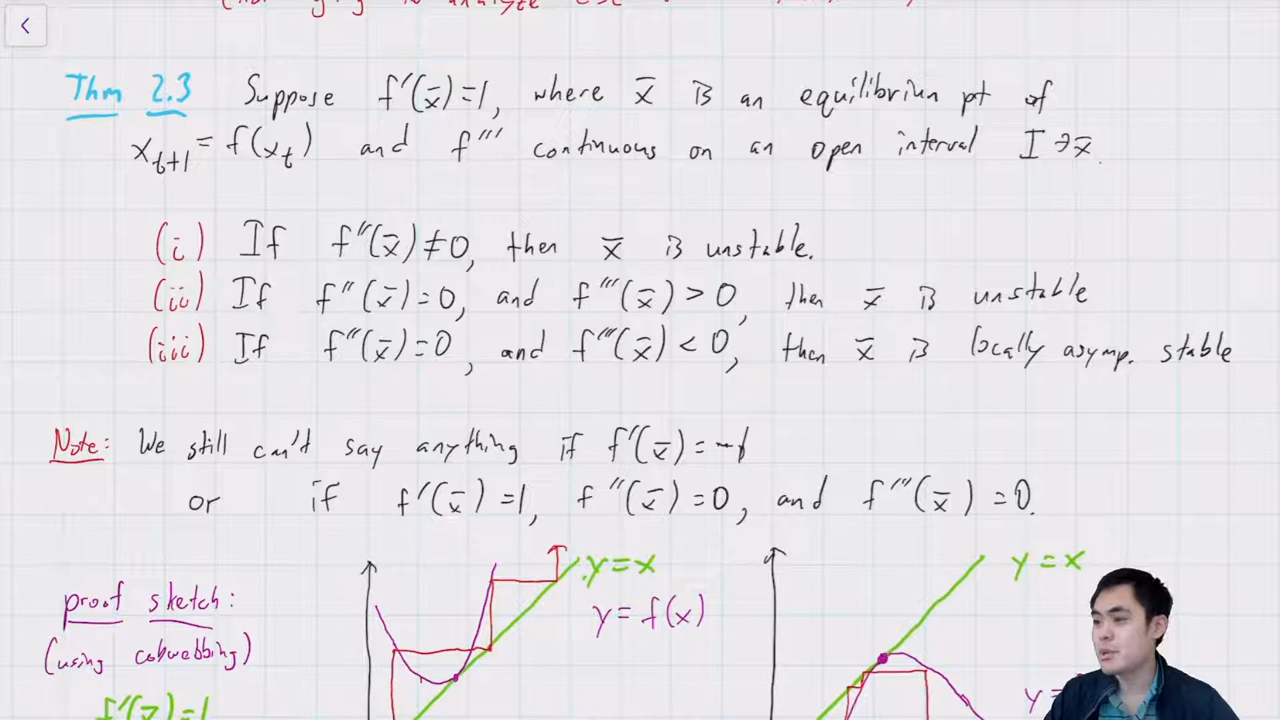 to analyze
Thm 2.3 Suppose f'(x̄)=1, where x̄ is an equilibrium pt of
x_{t+1} = f(x_t) and f''' continuous on an open interval I ∋ x̄.
(i) If f''(x̄) ≠ 0, then x̄ is unstable.
(ii) If f''(x̄) = 0, and f'''(x̄) > 0, then x̄ is unstable
(iii) If f''(x̄) = 0, and f'''(x̄) < 0, then x̄ is locally asymp. stable
Note: We still can't say anything if f'(x̄) = -1
or if f'(x̄) = 1, f''(x̄) = 0, and f'''(x̄) = 0.
y = x
y = x
proof sketch:
y = f(x)
(using cobwebbing)
y =
f'(x̄) = 1